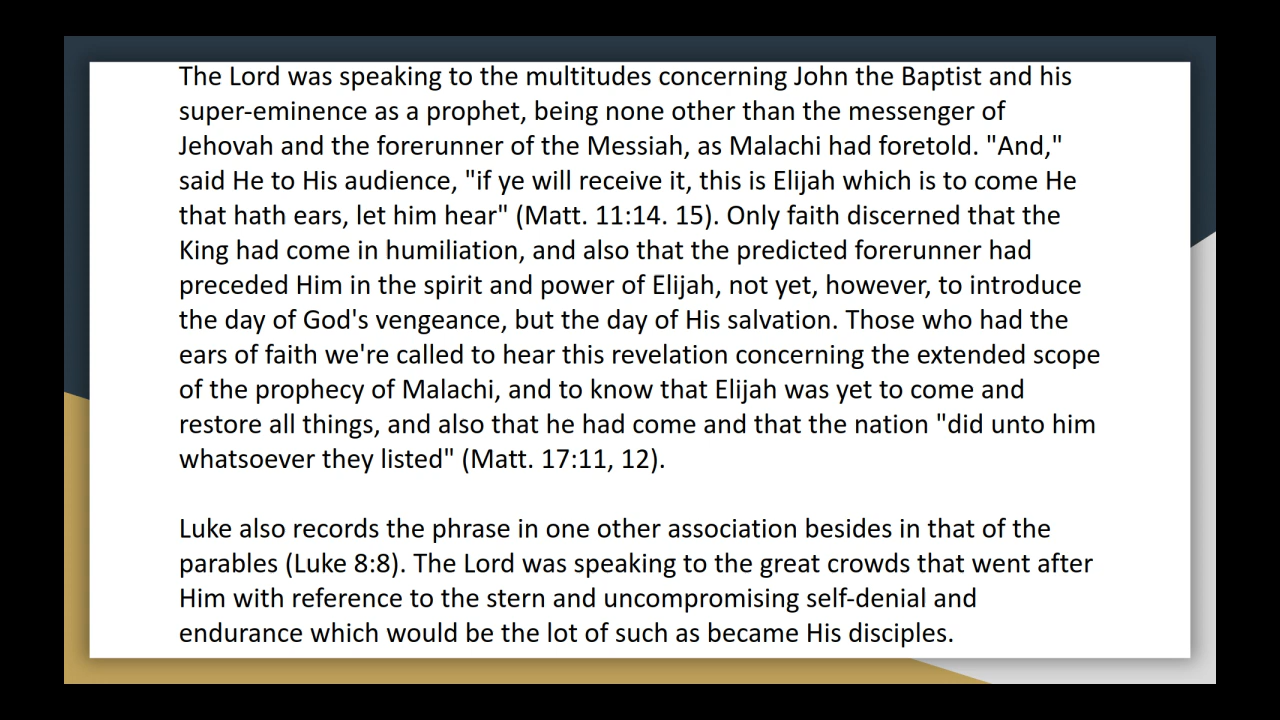 The Lord was speaking to the multitudes concerning John the Baptist and his
super-eminence as a prophet, being none other than the messenger of
Jehovah and the forerunner of the Messiah, as Malachi had foretold. "And,"
said He to His audience, "if ye will receive it, this is Elijah which is to come He
that hath ears, let him hear" (Matt. 11:14. 15). Only faith discerned that the
King had come in humiliation, and also that the predicted forerunner had
preceded Him in the spirit and power of Elijah, not yet, however, to introduce
the day of God's vengeance, but the day of His salvation. Those who had the
ears of faith we're called to hear this revelation concerning the extended scope
of the prophecy of Malachi, and to know that Elijah was yet to come and
restore all things, and also that he had come and that the nation "did unto him
whatsoever they listed" (Matt. 17:11, 12).
Luke also records the phrase in one other association besides in that of the
parables (Luke 8:8). The Lord was speaking to the great crowds that went after
Him with reference to the stern and uncompromising self-denial and
endurance which would be the lot of such as became His disciples.